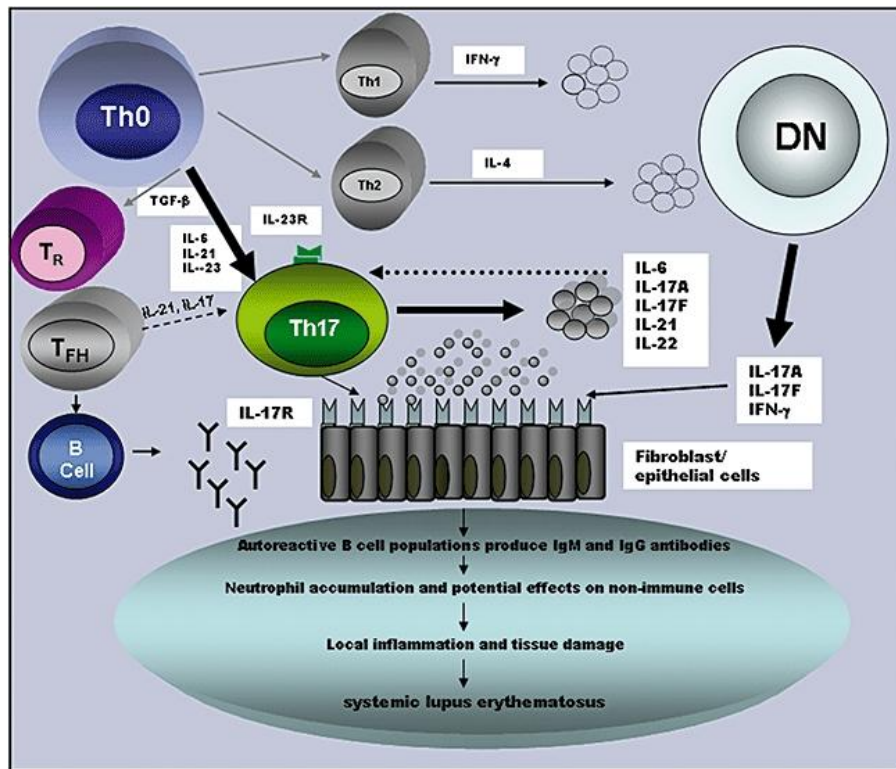 Th0
Th1
IFN-γ
DN
Th2
IL-4
TGF-β
IL-23R
TR
IL-6
IL-21
IL--23
IL-6
IL-17A
IL-17F
IL-21
IL-22
IL-21, IL-17
Th17
TFH
IL-17A
IL-17F
IFN-γ
IL-17R
B
Cell
Fibroblast/
epithelial cells
Autoreactive B cell populations produce IgM and IgG antibodies
Neutrophil accumulation and potential effects on non-immune cells
Local inflammation and tissue damage
systemic lupus erythematosus